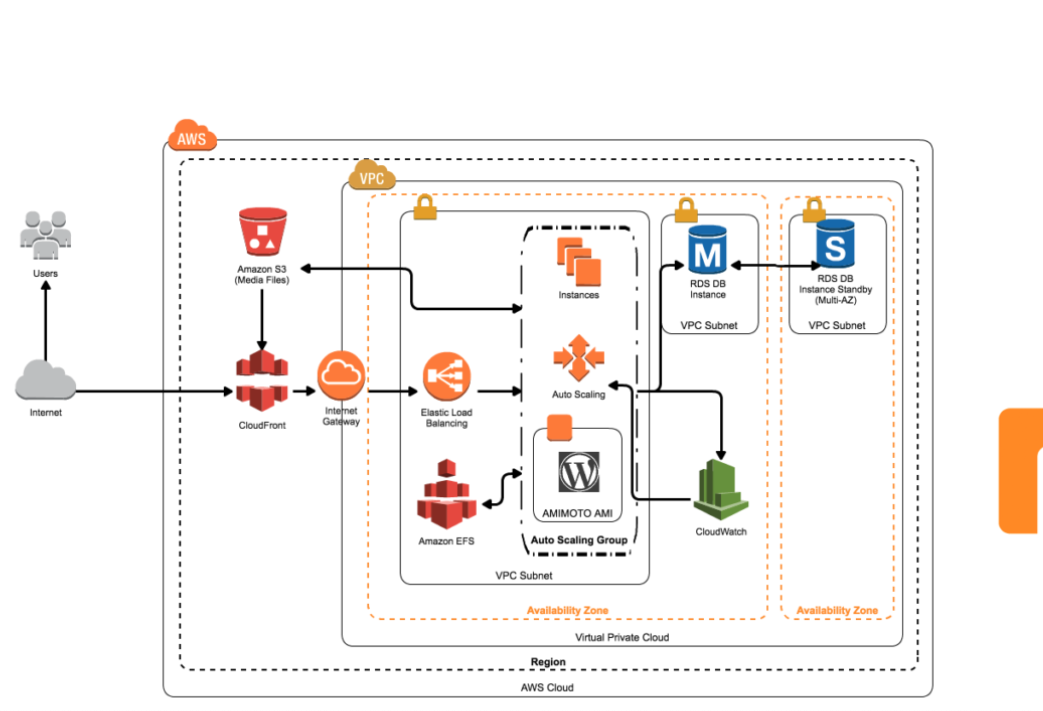 AWS
VPC
Users
Internet
Amazon S3
(Media Files)
CloudFront
Internet
Gateway
Elastic Load
Balancing
Amazon EFS
Instances
Auto Scaling
W
AMIMOTO AMI
Auto Scaling Group
VPC Subnet
M
RDS DB
Instance
VPC Subnet
S
RDS DB
Instance Standby
(Multi-AZ)
VPC Subnet
CloudWatch
Availability Zone
Availability Zone
Virtual Private Cloud
Region
AWS Cloud